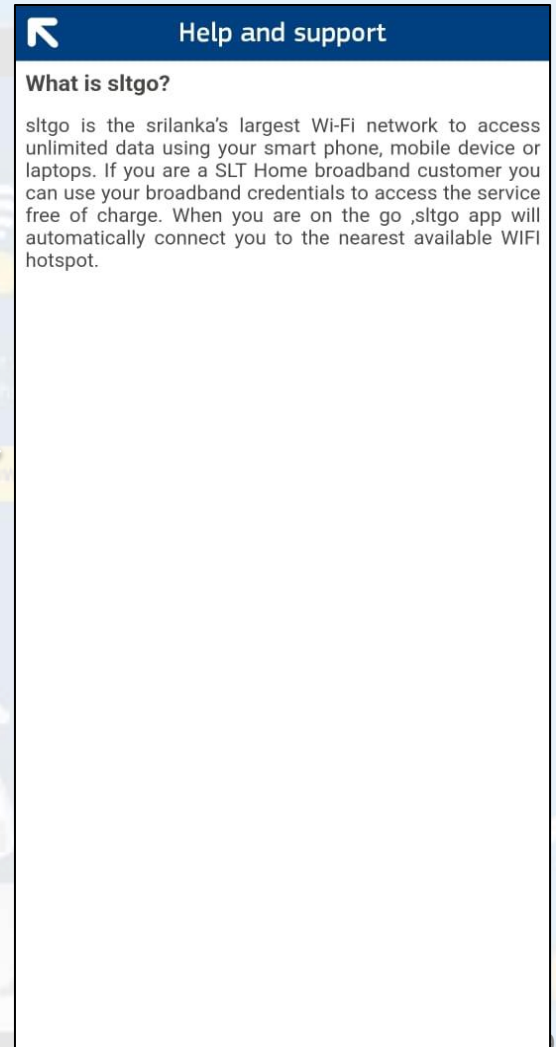 Help and support
What is sltgo?
sltgo is the srilanka's largest Wi-Fi network to access
unlimited data using your smart phone, mobile device or
laptops. If you are a SLT Home broadband customer you
can use your broadband credentials to access the service
free of charge. When you are on the go ,sltgo app will
automatically connect you to the nearest available WIFI
hotspot.